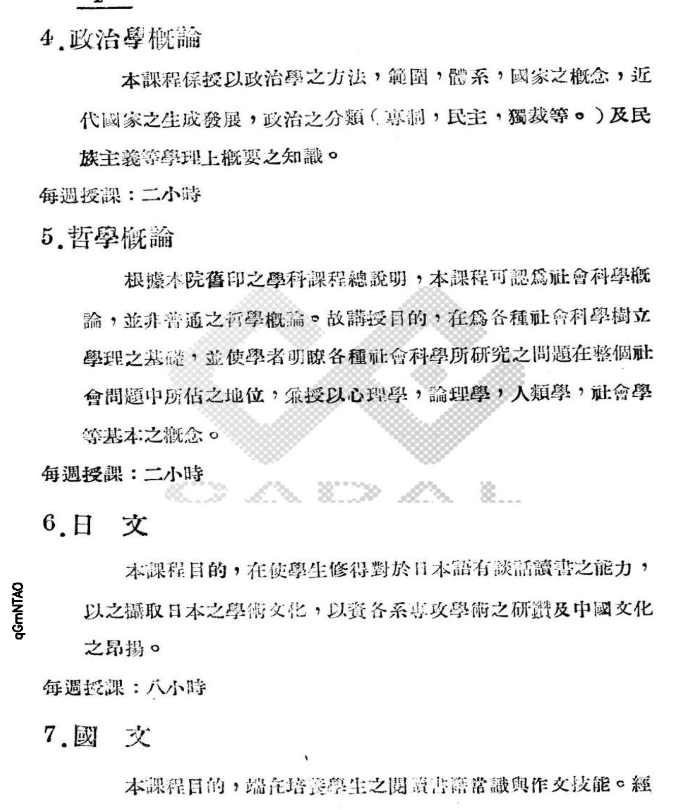 4.政治學概論
本課程係授以政治學之方法，範圍，體系，國家之概念，近
代國家之生成發展，政治之分類（專制，民主，獨裁等。）及民
族主義等學理上概要之知識。
每週授課：二小時
5.哲學概論
根據本院舊印之學科課程總說明，本課程可認爲社會科學概
論，並非普通之哲學概論。故講授目的，在爲各種社會科學樹立
學理之基礎，並使學者明瞭各種社會科學所研究之問題在整個社
會問題中所佔之地位，兼授以心理學，論理學，人類學，社會學
等基本之概念。
每週授課：二小時
CADAL
6.日 文
本課程目的，在使學生修得對於日本語有談話讀書之能力，
以之攝取日本之學術文化，以資各系專攻學術之研鑽及中國文化
之昂揚。
每週授課：八小時
qGmNTAO
7.國 文
本課程目的，端在培養學生之閱讀書籍常識與作文技能。經